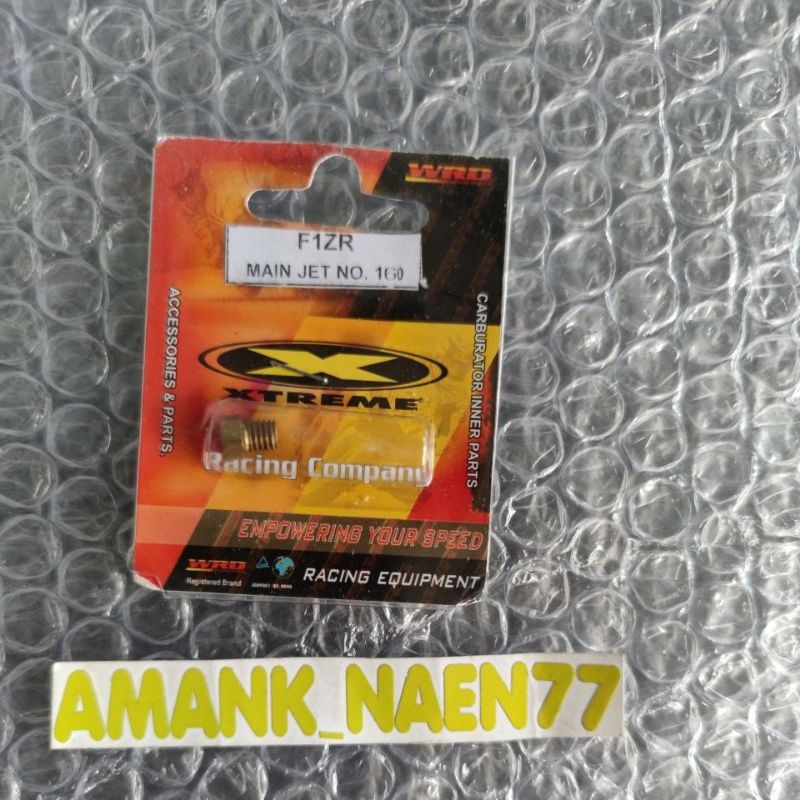 WRD
F1ZR
MAIN JET NO. 160
ACCESSORIES & PARTS.
CARBURATOR INNER PARTS
X
XTREME
Racing Company
EMPOWERING YOUR SPEED
WRD
Registered Brand
RACING EQUIPMENT
AMANK_NAEN77